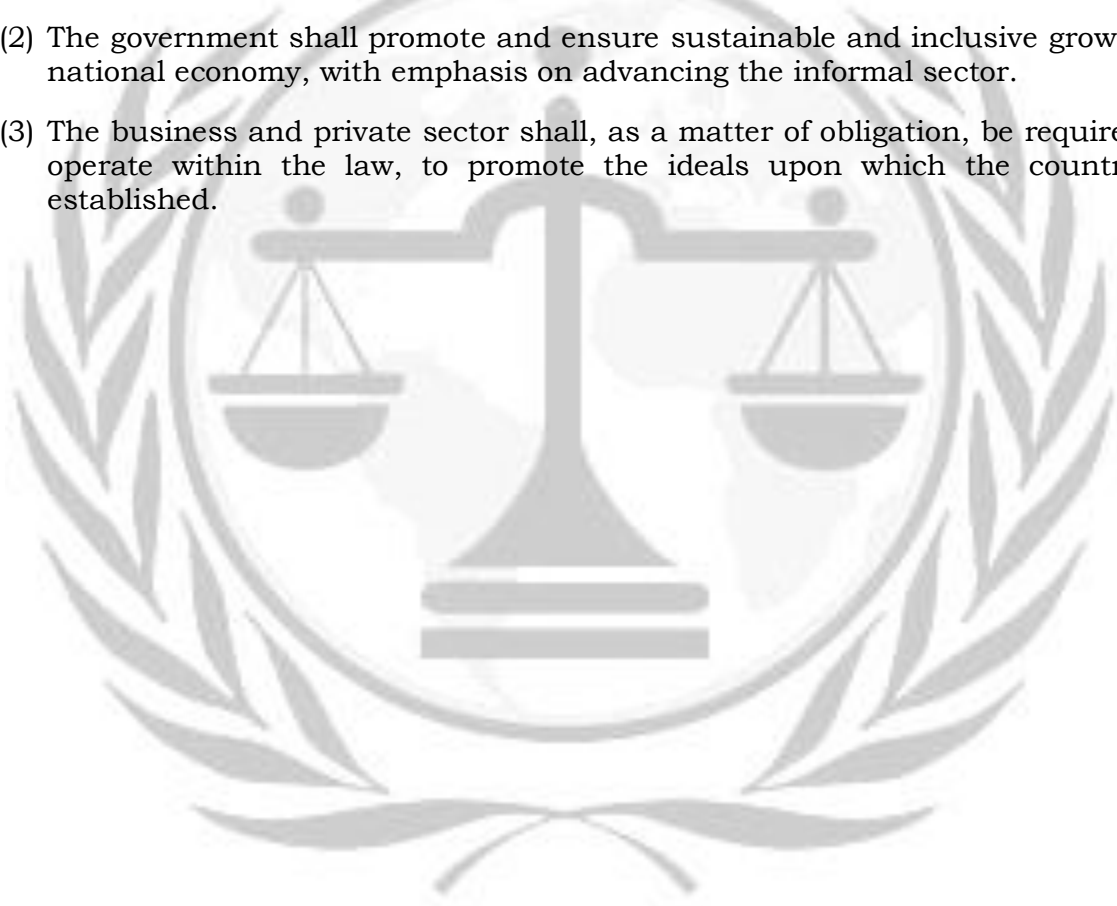 (2) The government shall promote and ensure sustainable and inclusive grow
national economy, with emphasis on advancing the informal sector.
(3) The business and private sector shall, as a matter of obligation, be require
operate within the law, to promote the ideals upon which the countr
established.